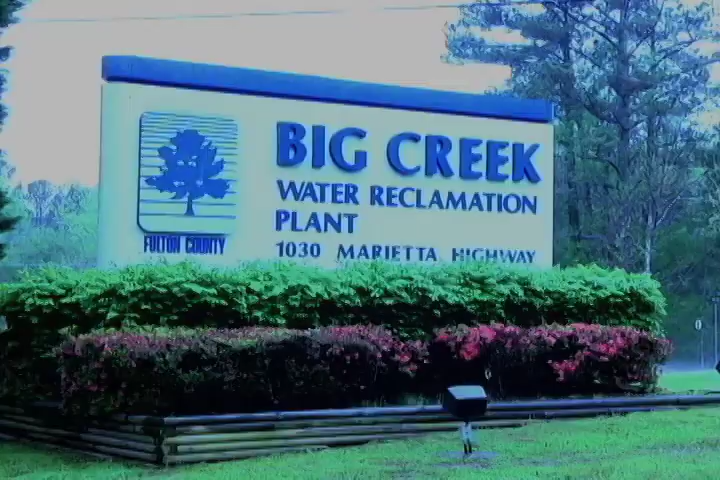 BIG CREEK
WATER RECLAMATION
PLANT
1030 MARIETTA HIGHWAY
FULTON COUNTY